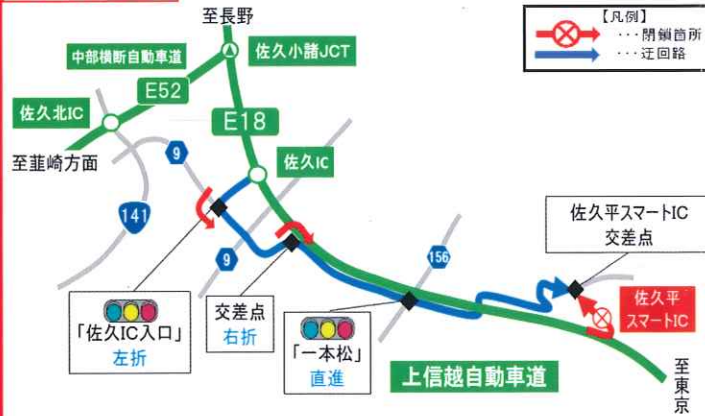 至長野
【凡例】
・・・閉鎖箇所
・・・迂回路
中部横断自動車道
佐久小諸JCT
E52
佐久北IC
E18
至韮崎方面
9
佐久IC
141
9
156
佐久平スマートIC
交差点
佐久平
スマートIC
「佐久IC入口」
左折
交差点
右折
「一本松」
直進
上信越自動車道
至東京